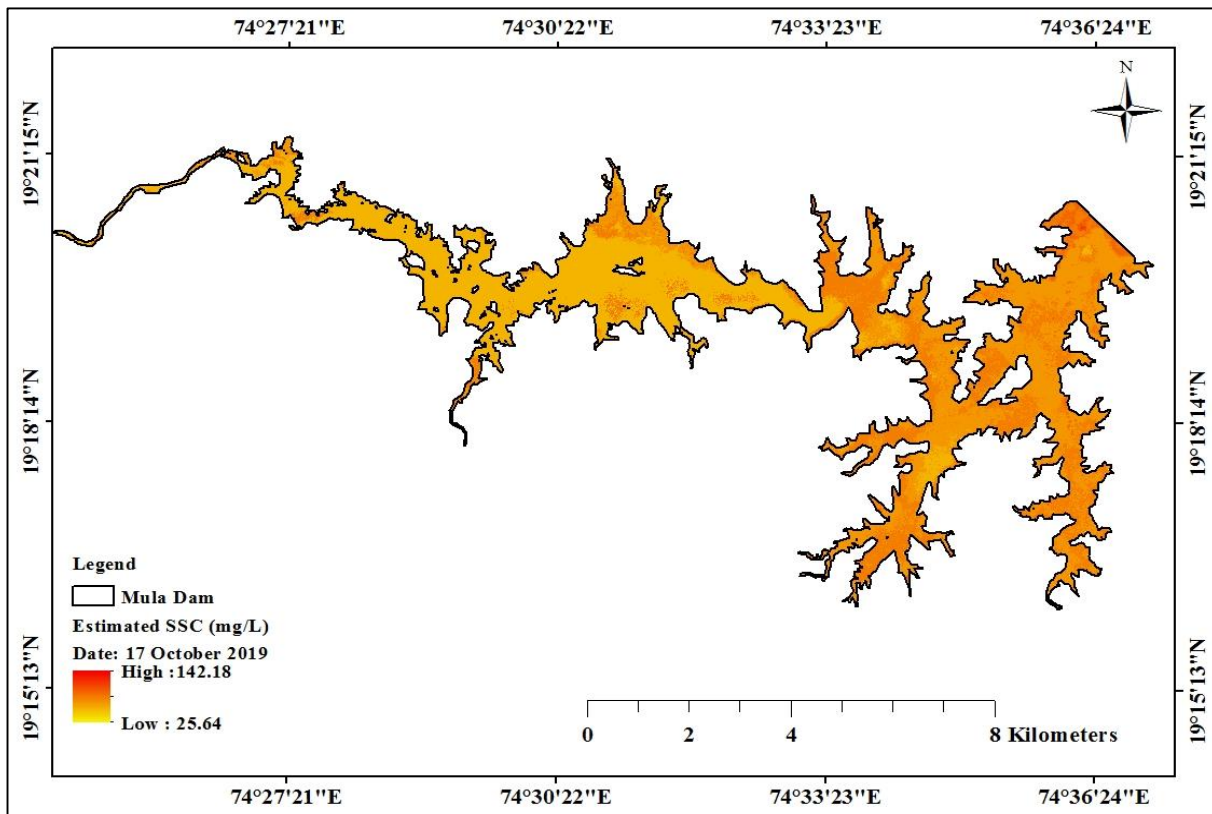 74°27'21"E 74°30'22"E 74°33'23"E 74°36'24"E
N
19°21'15"N 19°21'15"N
19°18'14"N 19°18'14"N
19°15'13"N 19°15'13"N
Legend
Mula Dam
Estimated SSC (mg/L)
Date: 17 October 2019
High :142.18
Low : 25.64
0 2 4 8 Kilometers
74°27'21"E 74°30'22"E 74°33'23"E 74°36'24"E